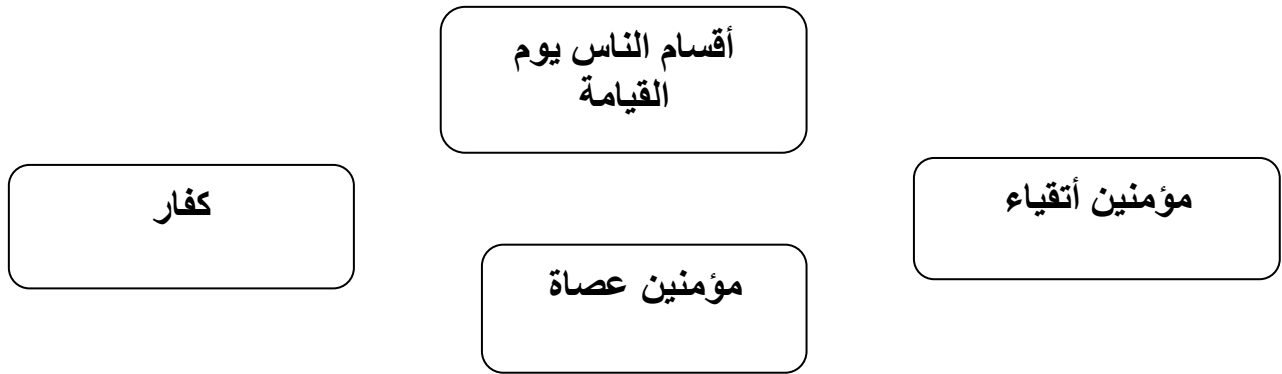 أقسام الناس يوم
القيامة
مؤمنين أتقياء
مؤمنين عصاة
كفار